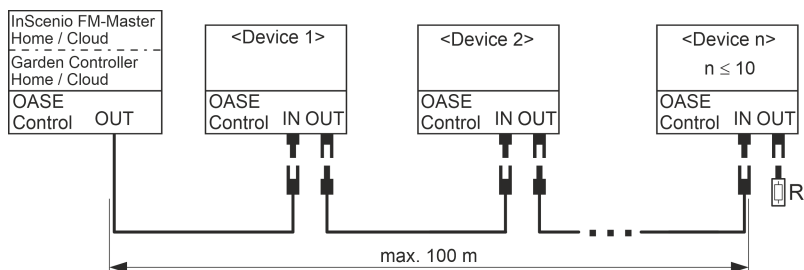 InScenio FM-Master
Home / Cloud
Garden Controller
Home / Cloud
OASE
Control OUT
<Device 1>
OASE
Control IN OUT
<Device 2>
OASE
Control IN OUT
<Device n>
n ≤ 10
OASE
Control IN OUT
R
max. 100 m